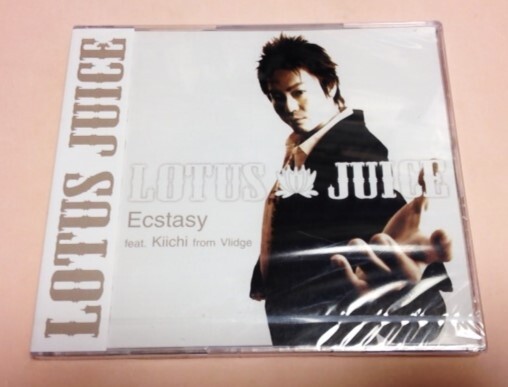 LOTUS JUICE
LOTUS JUICE
Ecstasy
feat. Kiichi from Vlidge